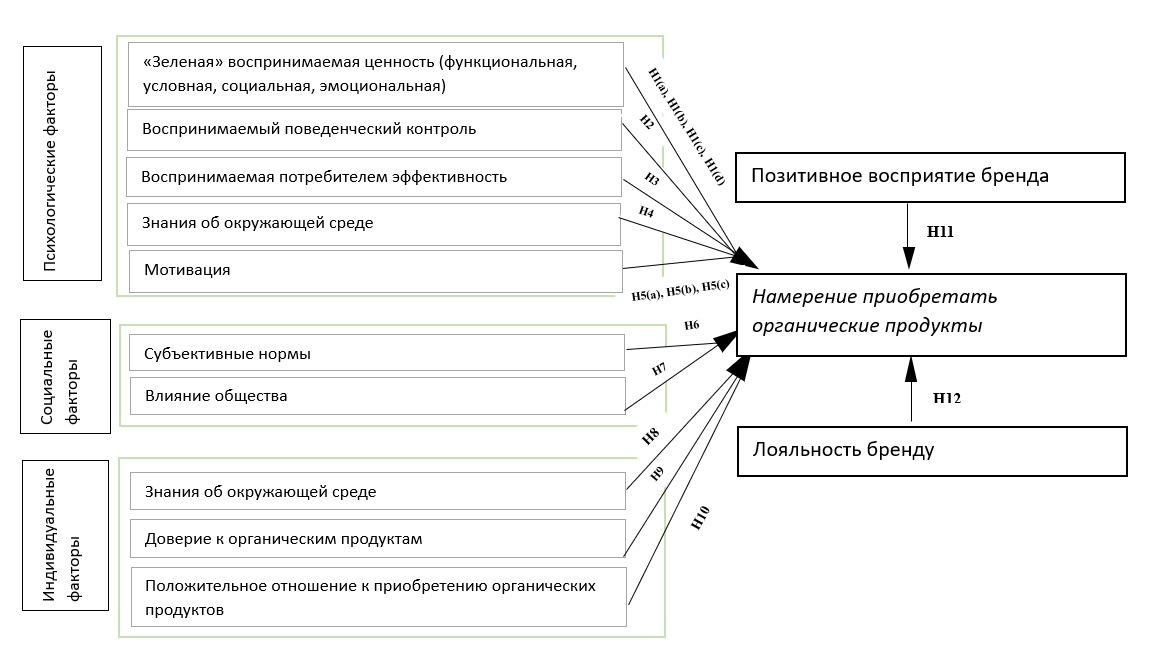 Психологические факторы
«Зеленая» воспринимаемая ценность (функциональная,
условная, социальная, эмоциональная)
Воспринимаемый поведенческий контроль
Воспринимаемая потребителем эффективность
Знания об окружающей среде
Мотивация
H1(a), H1(b), H1(c), H1(d)
H2
H3
H4
H5(a), H5(b), H5(c)
Социальные
факторы
Субъективные нормы
Влияние общества
H6
H7
Индивидуальные
факторы
Знания об окружающей среде
Доверие к органическим продуктам
Положительное отношение к приобретению органических
продуктов
H8
H9
H10
Позитивное восприятие бренда
H11
Намерение приобретать
органические продукты
H12
Лояльность бренду